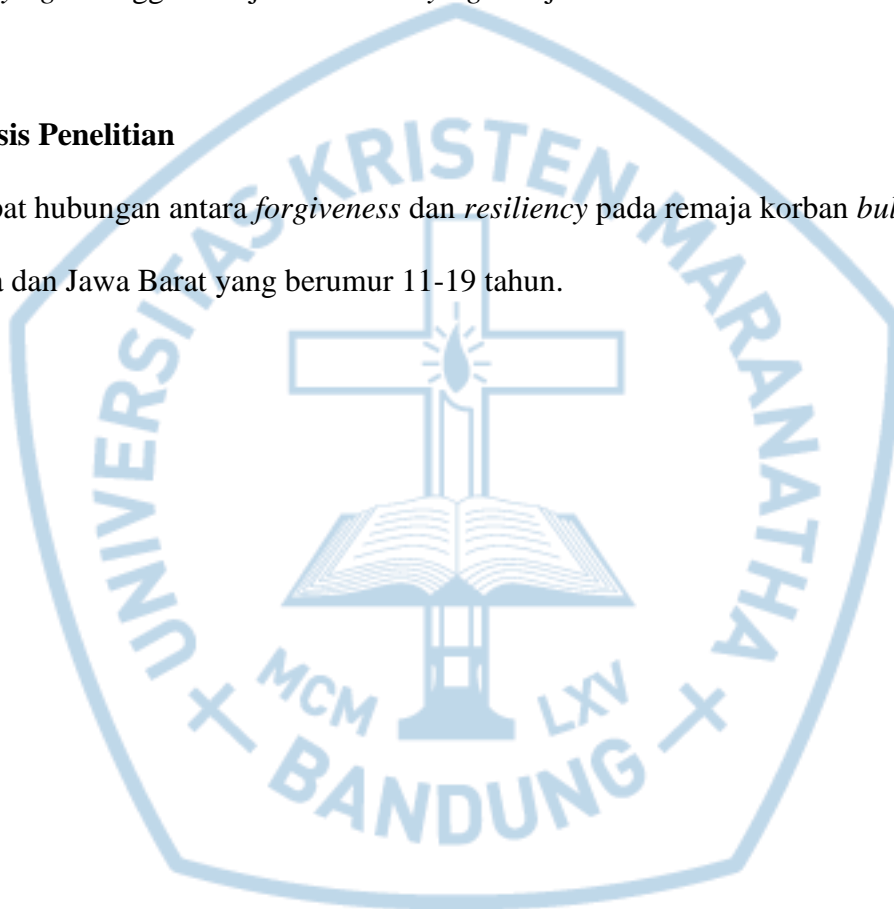 sis Penelitian
pat hubungan antara forgiveness dan resiliency pada remaja korban bul
a dan Jawa Barat yang berumur 11-19 tahun.
UNIVERSITAS KRISTEN MARANATHA
MCM LXV
BANDUNG